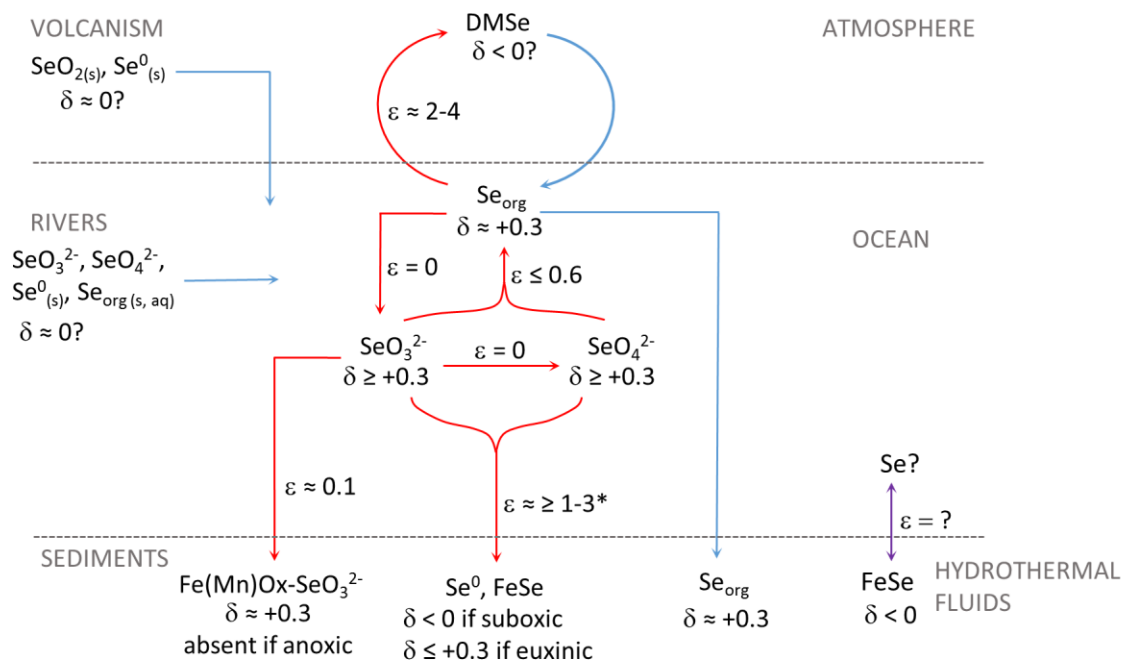 VOLCANISM
SeO₂₍ₛ₎, Se⁰₍ₛ₎
δ ≈ 0?
DMSe
δ < 0?
ATMOSPHERE
ε ≈ 2-4
RIVERS
SeO₃²⁻, SeO₄²⁻,
Se⁰₍ₛ₎, Se_org (s, aq)
δ ≈ 0?
Se_org
δ ≈ +0.3
OCEAN
ε = 0
ε ≤ 0.6
SeO₃²⁻
δ ≥ +0.3
ε = 0
SeO₄²⁻
δ ≥ +0.3
ε ≈ 0.1
ε ≈ ≥ 1-3*
Se?
ε = ?
SEDIMENTS
Fe(Mn)Ox-SeO₃²⁻
δ ≈ +0.3
absent if anoxic
Se⁰, FeSe
δ < 0 if suboxic
δ ≤ +0.3 if euxinic
Se_org
δ ≈ +0.3
FeSe
δ < 0
HYDROTHERMAL
FLUIDS